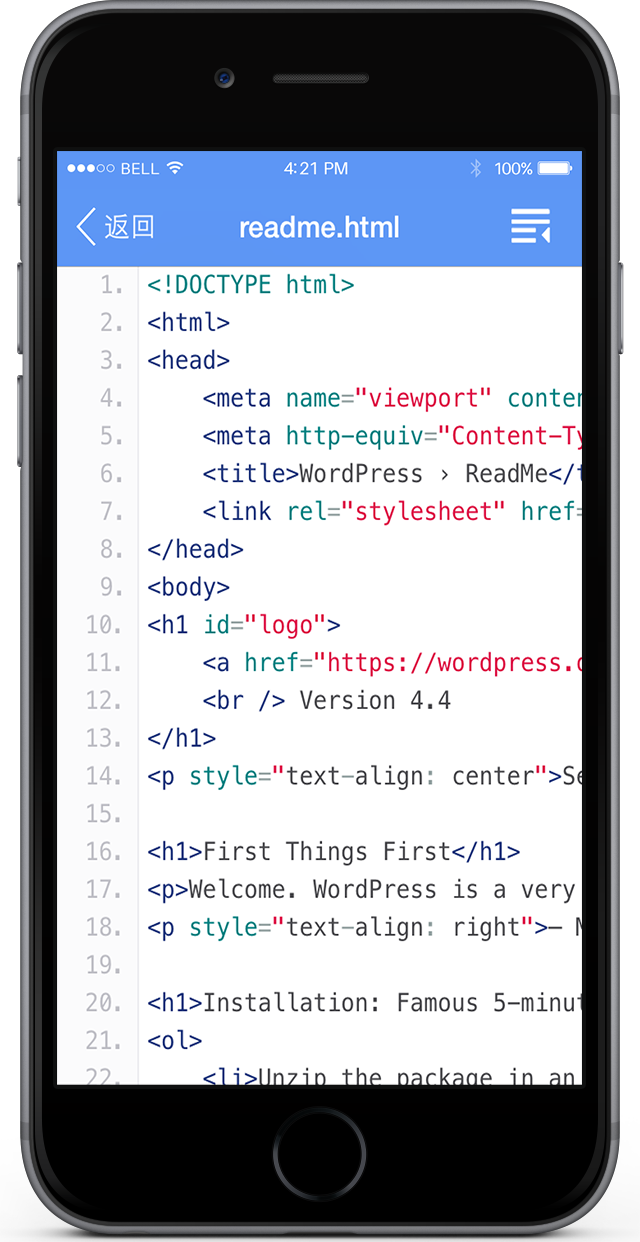 BELL 4:21 PM 100%
返回 readme.html
1. <!DOCTYPE html>
2. <html>
3. <head>
4. <meta name="viewport" conten
5. <meta http-equiv="Content-Ty
6. <title>WordPress › ReadMe</t
7. <link rel="stylesheet" href=
8. </head>
9. <body>
10. <h1 id="logo">
11. <a href="https://wordpress.o
12. <br /> Version 4.4
13. </h1>
14. <p style="text-align: center">Se
15.
16. <h1>First Things First</h1>
17. <p>Welcome. WordPress is a very
18. <p style="text-align: right">— M
19.
20. <h1>Installation: Famous 5-minut
21. <ol>
22. <li>Unzip the package in an